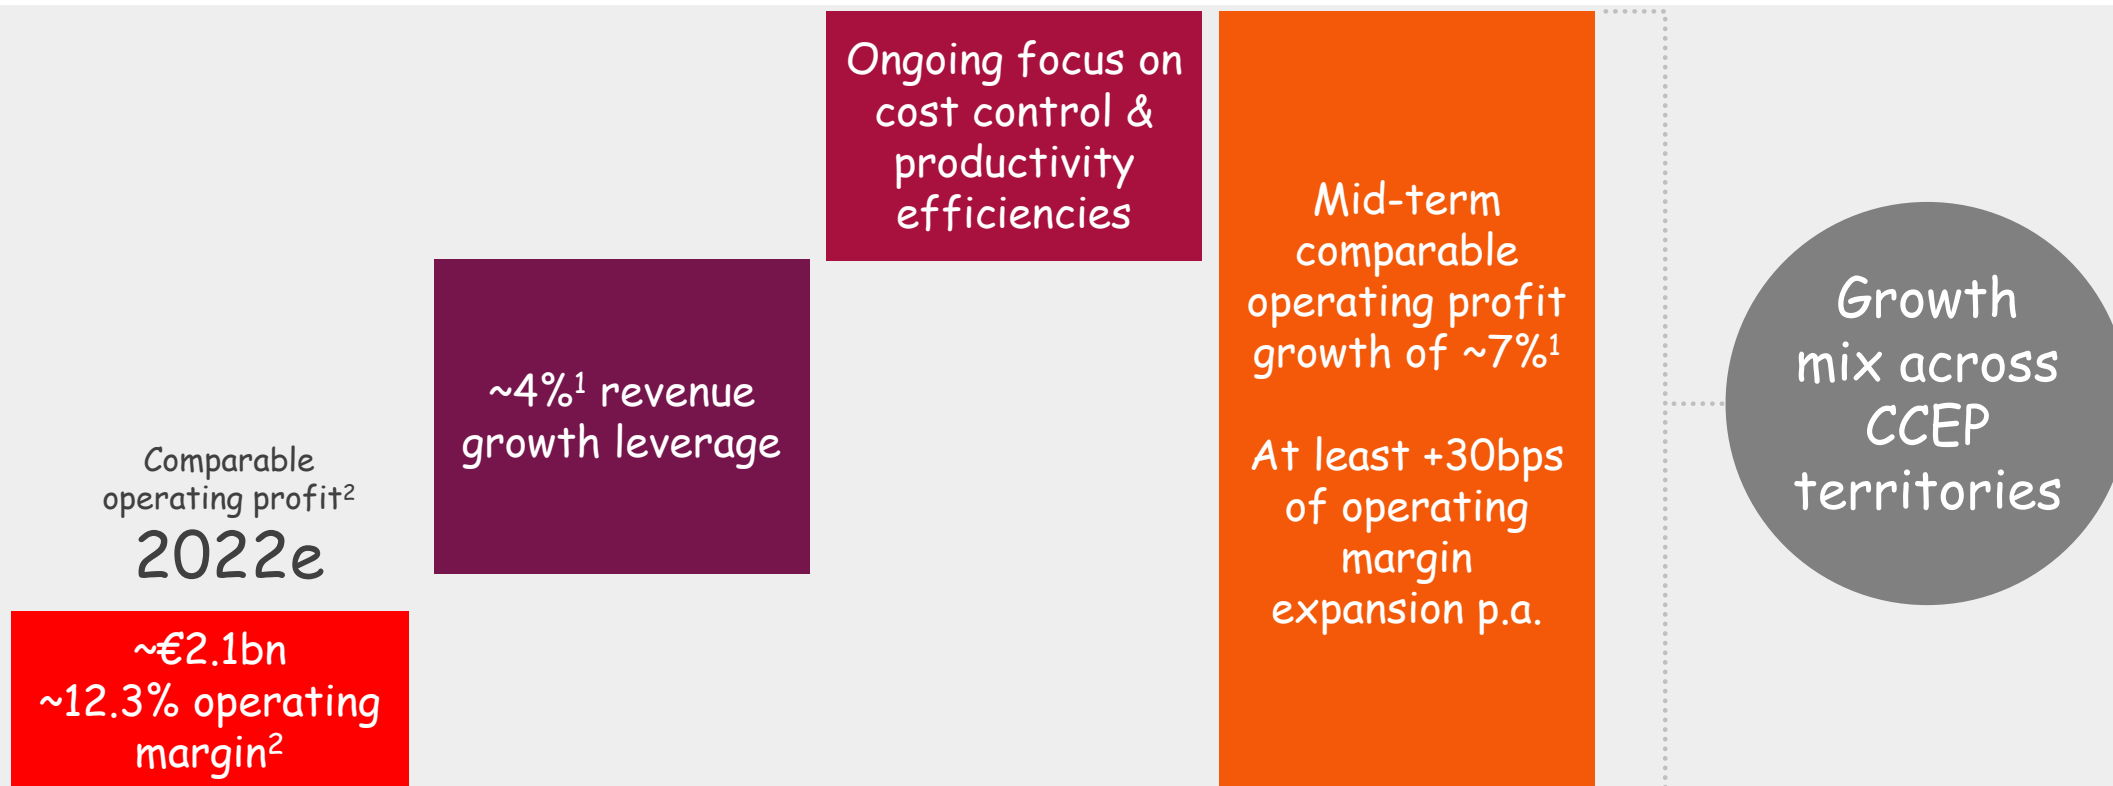 Comparable
operating profit²
2022e
~€2.1bn
~12.3% operating
margin²
~4%¹ revenue
growth leverage
Ongoing focus on
cost control &
productivity
efficiencies
Mid-term
comparable
operating profit
growth of ~7%¹
At least +30bps
of operating
margin
expansion p.a.
Growth
mix across
CCEP
territories